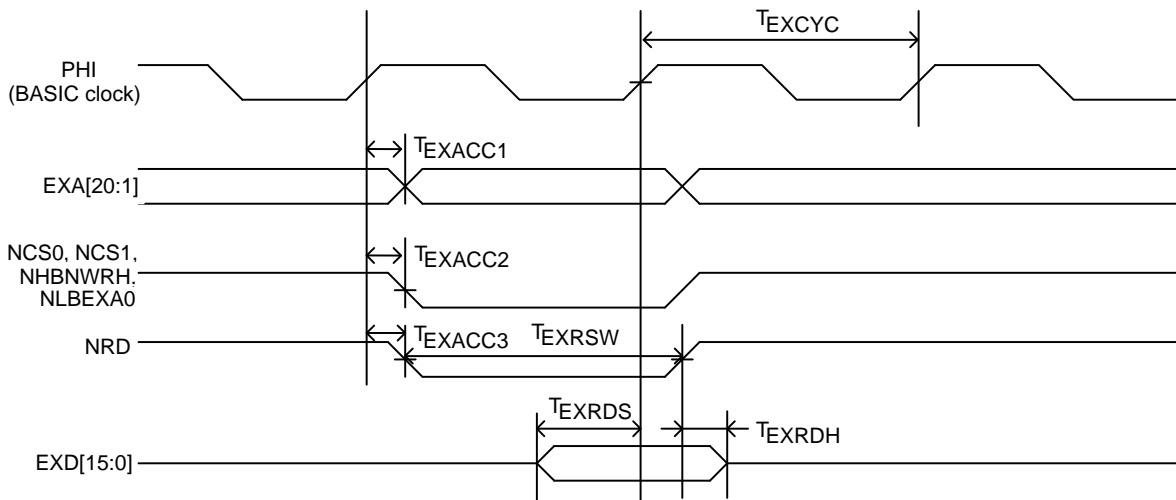 TEXCYC
PHI
(BASIC clock)
TEXACC1
EXA[20:1]
NCS0, NCS1,
NHBNWRH,
NLBEXA0
TEXACC2
NRD
TEXACC3
TEXRSW
TEXRDS
TEXRDH
EXD[15:0]